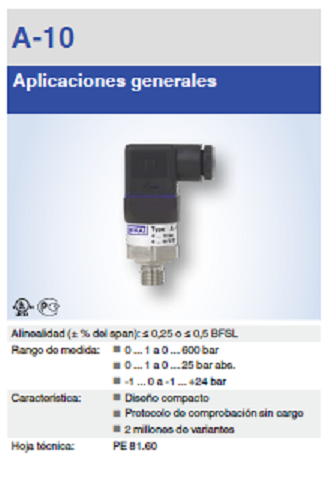 A-10
Aplicaciones generales
WIKA
Type A-
Alinealidad (± % del span): ≤ 0,25 o ≤ 0,5 BFSL
Rango de medida: ■ 0 ... 1 a 0 ... 600 bar
■ 0 ... 1 a 0 ... 25 bar abs.
■ -1 ... 0 a -1 ... +24 bar
Característica: ■ Diseño compacto
■ Protocolo de comprobación sin cargo
■ 2 millones de variantes
Hoja técnica: PE 81.60